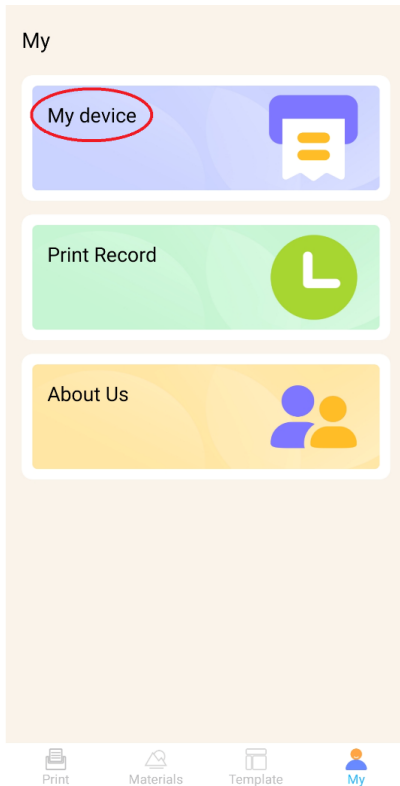 My
My device
Print Record
About Us
Print Materials Template My